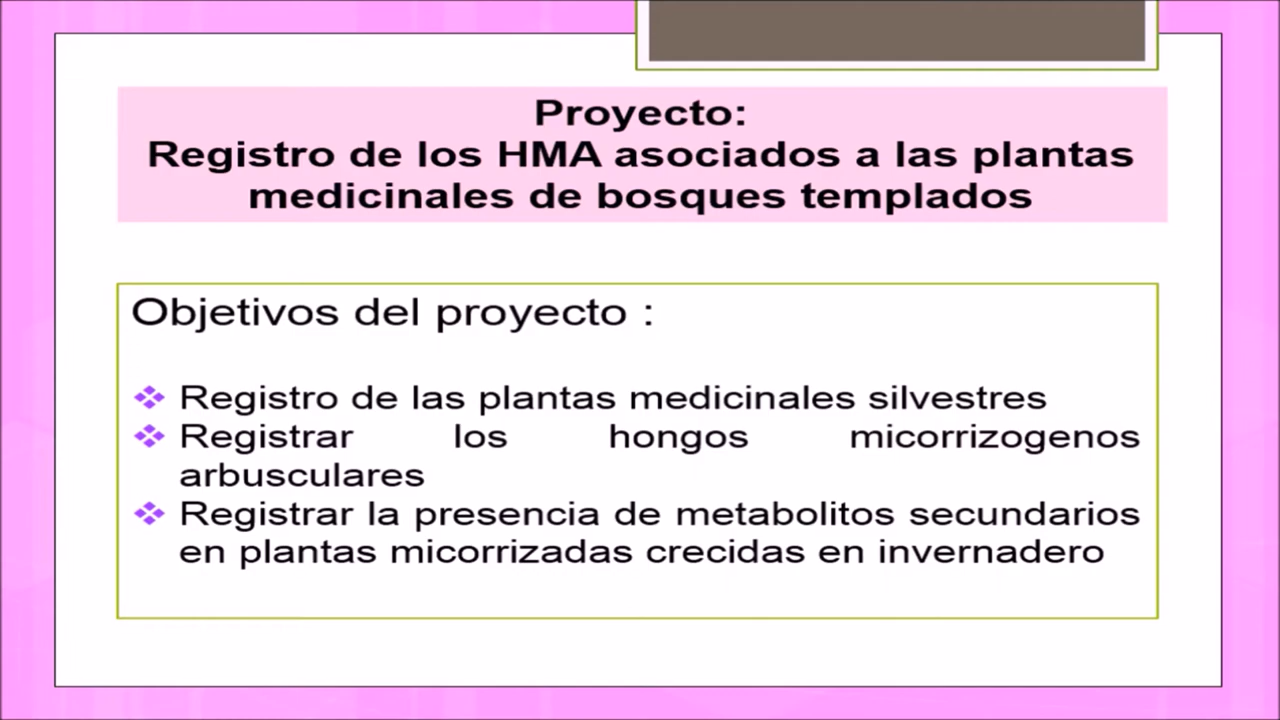 Proyecto:
Registro de los HMA asociados a las plantas
medicinales de bosques templados
Objetivos del proyecto :
Registro de las plantas medicinales silvestres
Registrar los hongos micorrizogenos
arbusculares
Registrar la presencia de metabolitos secundarios
en plantas micorrizadas crecidas en invernadero